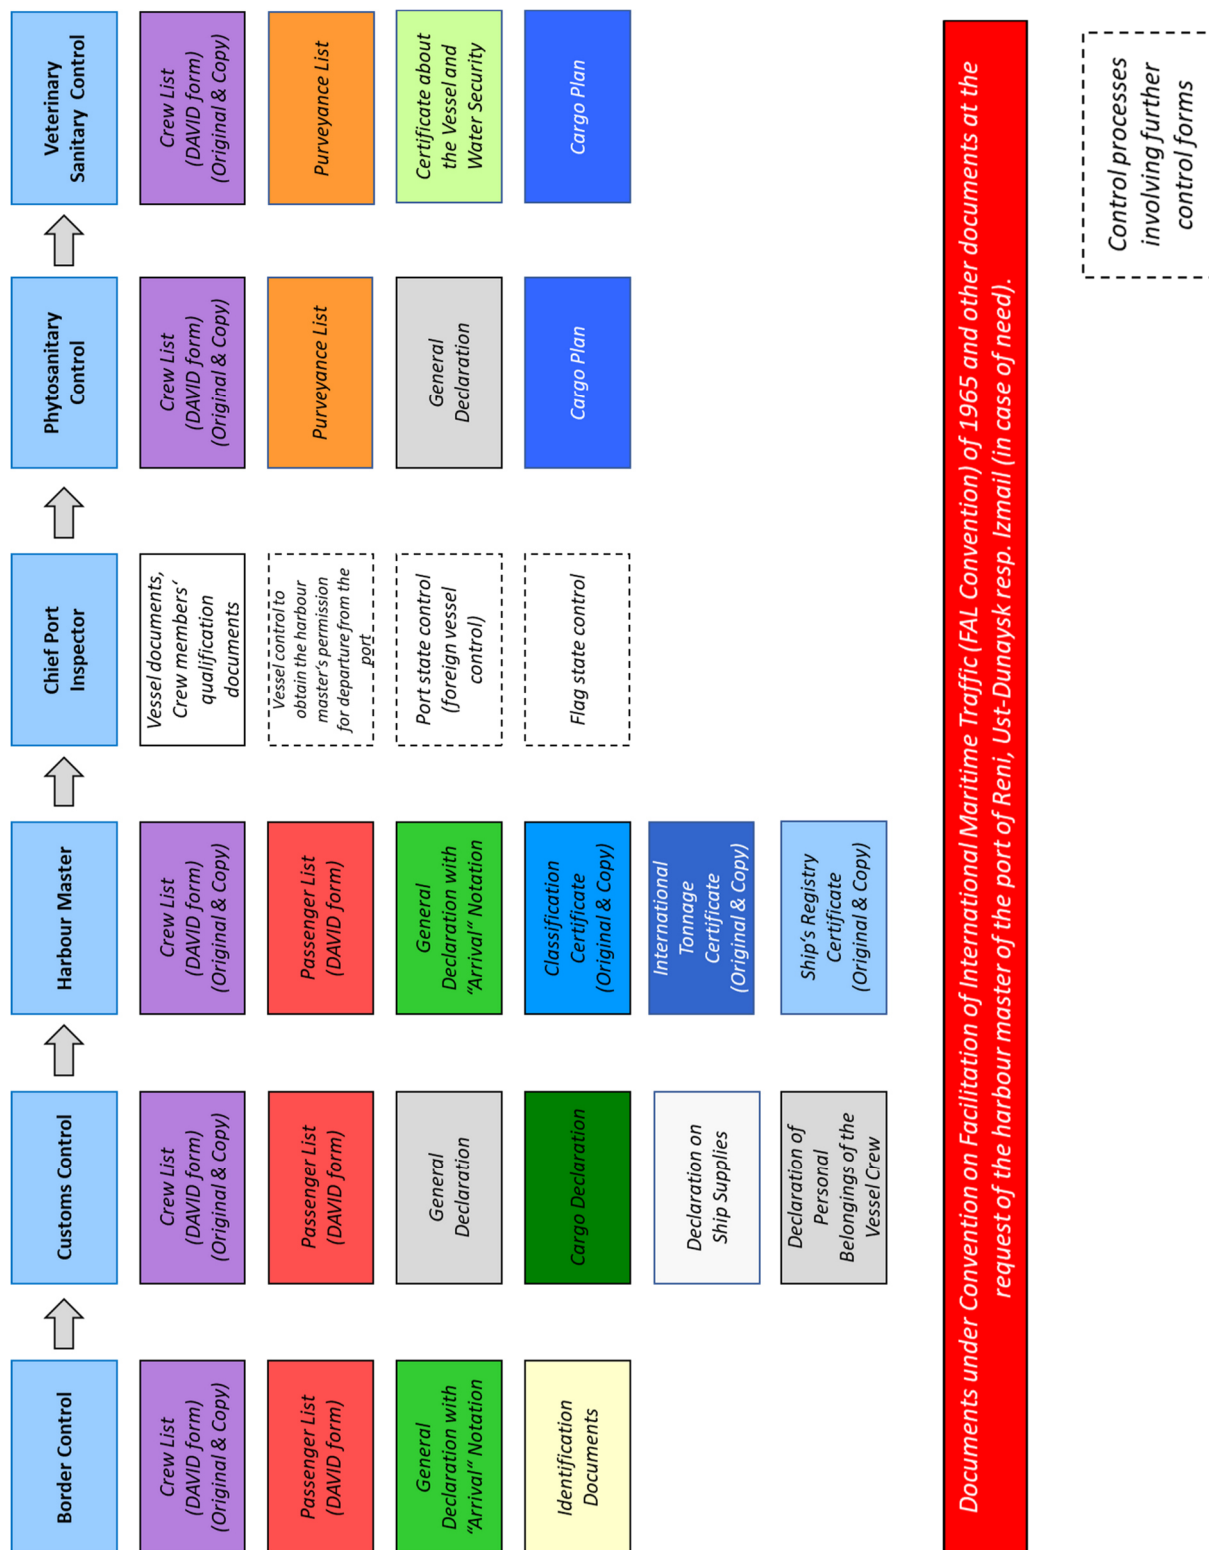 Border Control
Crew List
(DAVID form)
(Original & Copy)
Passenger List
(DAVID form)
General
Declaration with
“Arrival“ Notation
Identification
Documents
Customs Control
Crew List
(DAVID form)
(Original & Copy)
Passenger List
(DAVID form)
General
Declaration
Cargo Declaration
Declaration on
Ship Supplies
Declaration of
Personal
Belongings of the
Vessel Crew
Harbour Master
Crew List
(DAVID form)
(Original & Copy)
Passenger List
(DAVID form)
General
Declaration with
“Arrival“ Notation
Classification
Certificate
(Original & Copy)
International
Tonnage
Certificate
(Original & Copy)
Ship’s Registry
Certificate
(Original & Copy)
Chief Port
Inspector
Vessel documents,
Crew members‘
qualification
documents
Vessel control to
obtain the harbour
master’s permission
for departure from the
port
Port state control
(foreign vessel
control)
Flag state control
Phytosanitary
Control
Crew List
(DAVID form)
(Original & Copy)
Purveyance List
General
Declaration
Cargo Plan
Veterinary
Sanitary Control
Crew List
(DAVID form)
(Original & Copy)
Purveyance List
Certificate about
the Vessel and
Water Security
Cargo Plan
Documents under Convention on Facilitation of International Maritime Traffic (FAL Convention) of 1965 and other documents at the
request of the harbour master of the port of Reni, Ust-Dunaysk resp. Izmail (in case of need).
Control processes
involving further
control forms